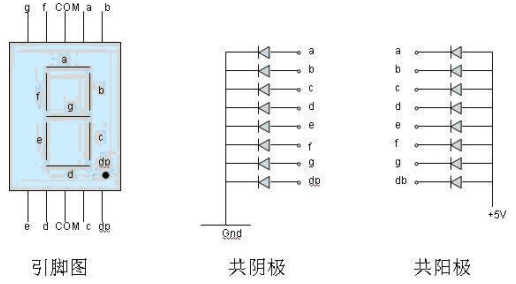 g f COM a b
a
f b
g
e c
dp
d
e d COM c dp
引脚图
a
b
c
d
e
f
g
dp
Gnd
共阴极
a
b
c
d
e
f
g
db
+5V
共阳极